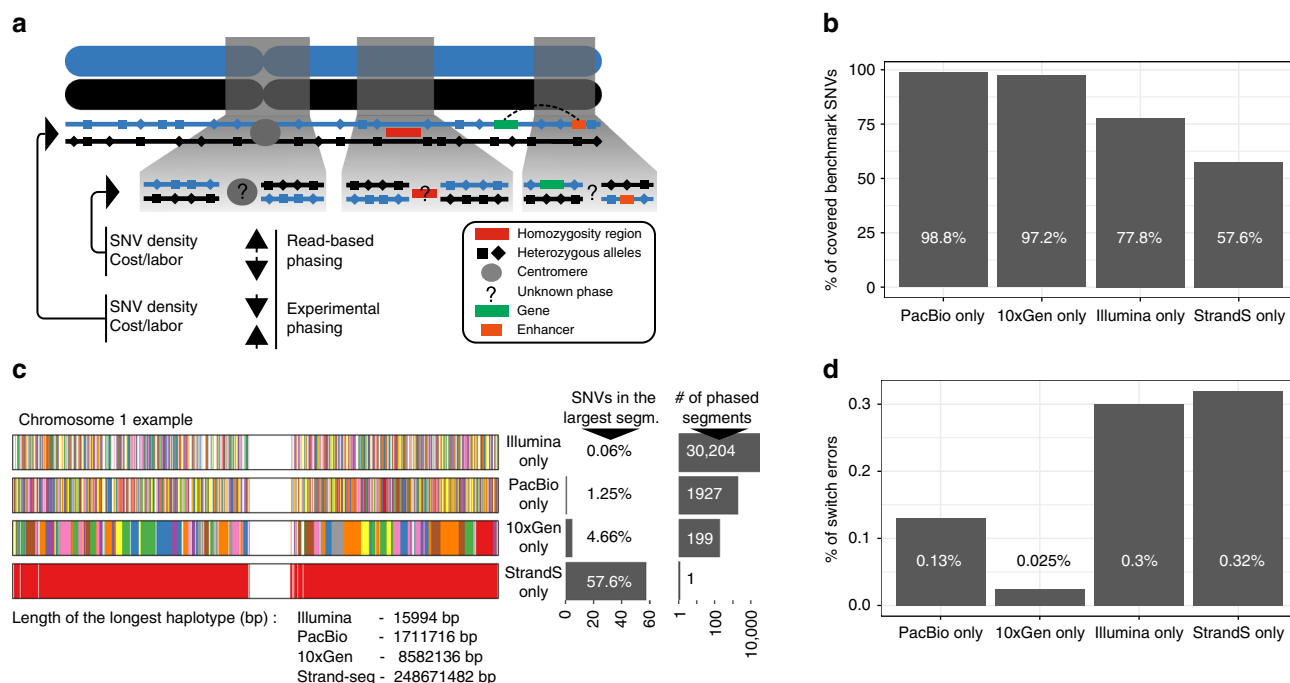 a
?
?
?
SNV density
Cost/labor
Read-based
phasing
SNV density
Cost/labor
Experimental
phasing
Homozygosity region
Heterozygous alleles
Centromere
? Unknown phase
Gene
Enhancer
b
% of covered benchmark SNVs
100
75
50
25
0
98.8%
97.2%
77.8%
57.6%
PacBio only
10xGen only
Illumina only
StrandS only
c
Chromosome 1 example
SNVs in the
largest segm.
# of phased
segments
Illumina
only
0.06%
30,204
PacBio
only
1.25%
1927
10xGen
only
4.66%
199
StrandS
only
57.6%
1
0
20
40
60
1
100
10,000
Length of the longest haplotype (bp) :
Illumina - 15994 bp
PacBio - 1711716 bp
10xGen - 8582136 bp
Strand-seq - 248671482 bp
d
% of switch errors
0.3
0.2
0.1
0.0
0.13%
0.025%
0.3%
0.32%
PacBio only
10xGen only
Illumina only
StrandS only